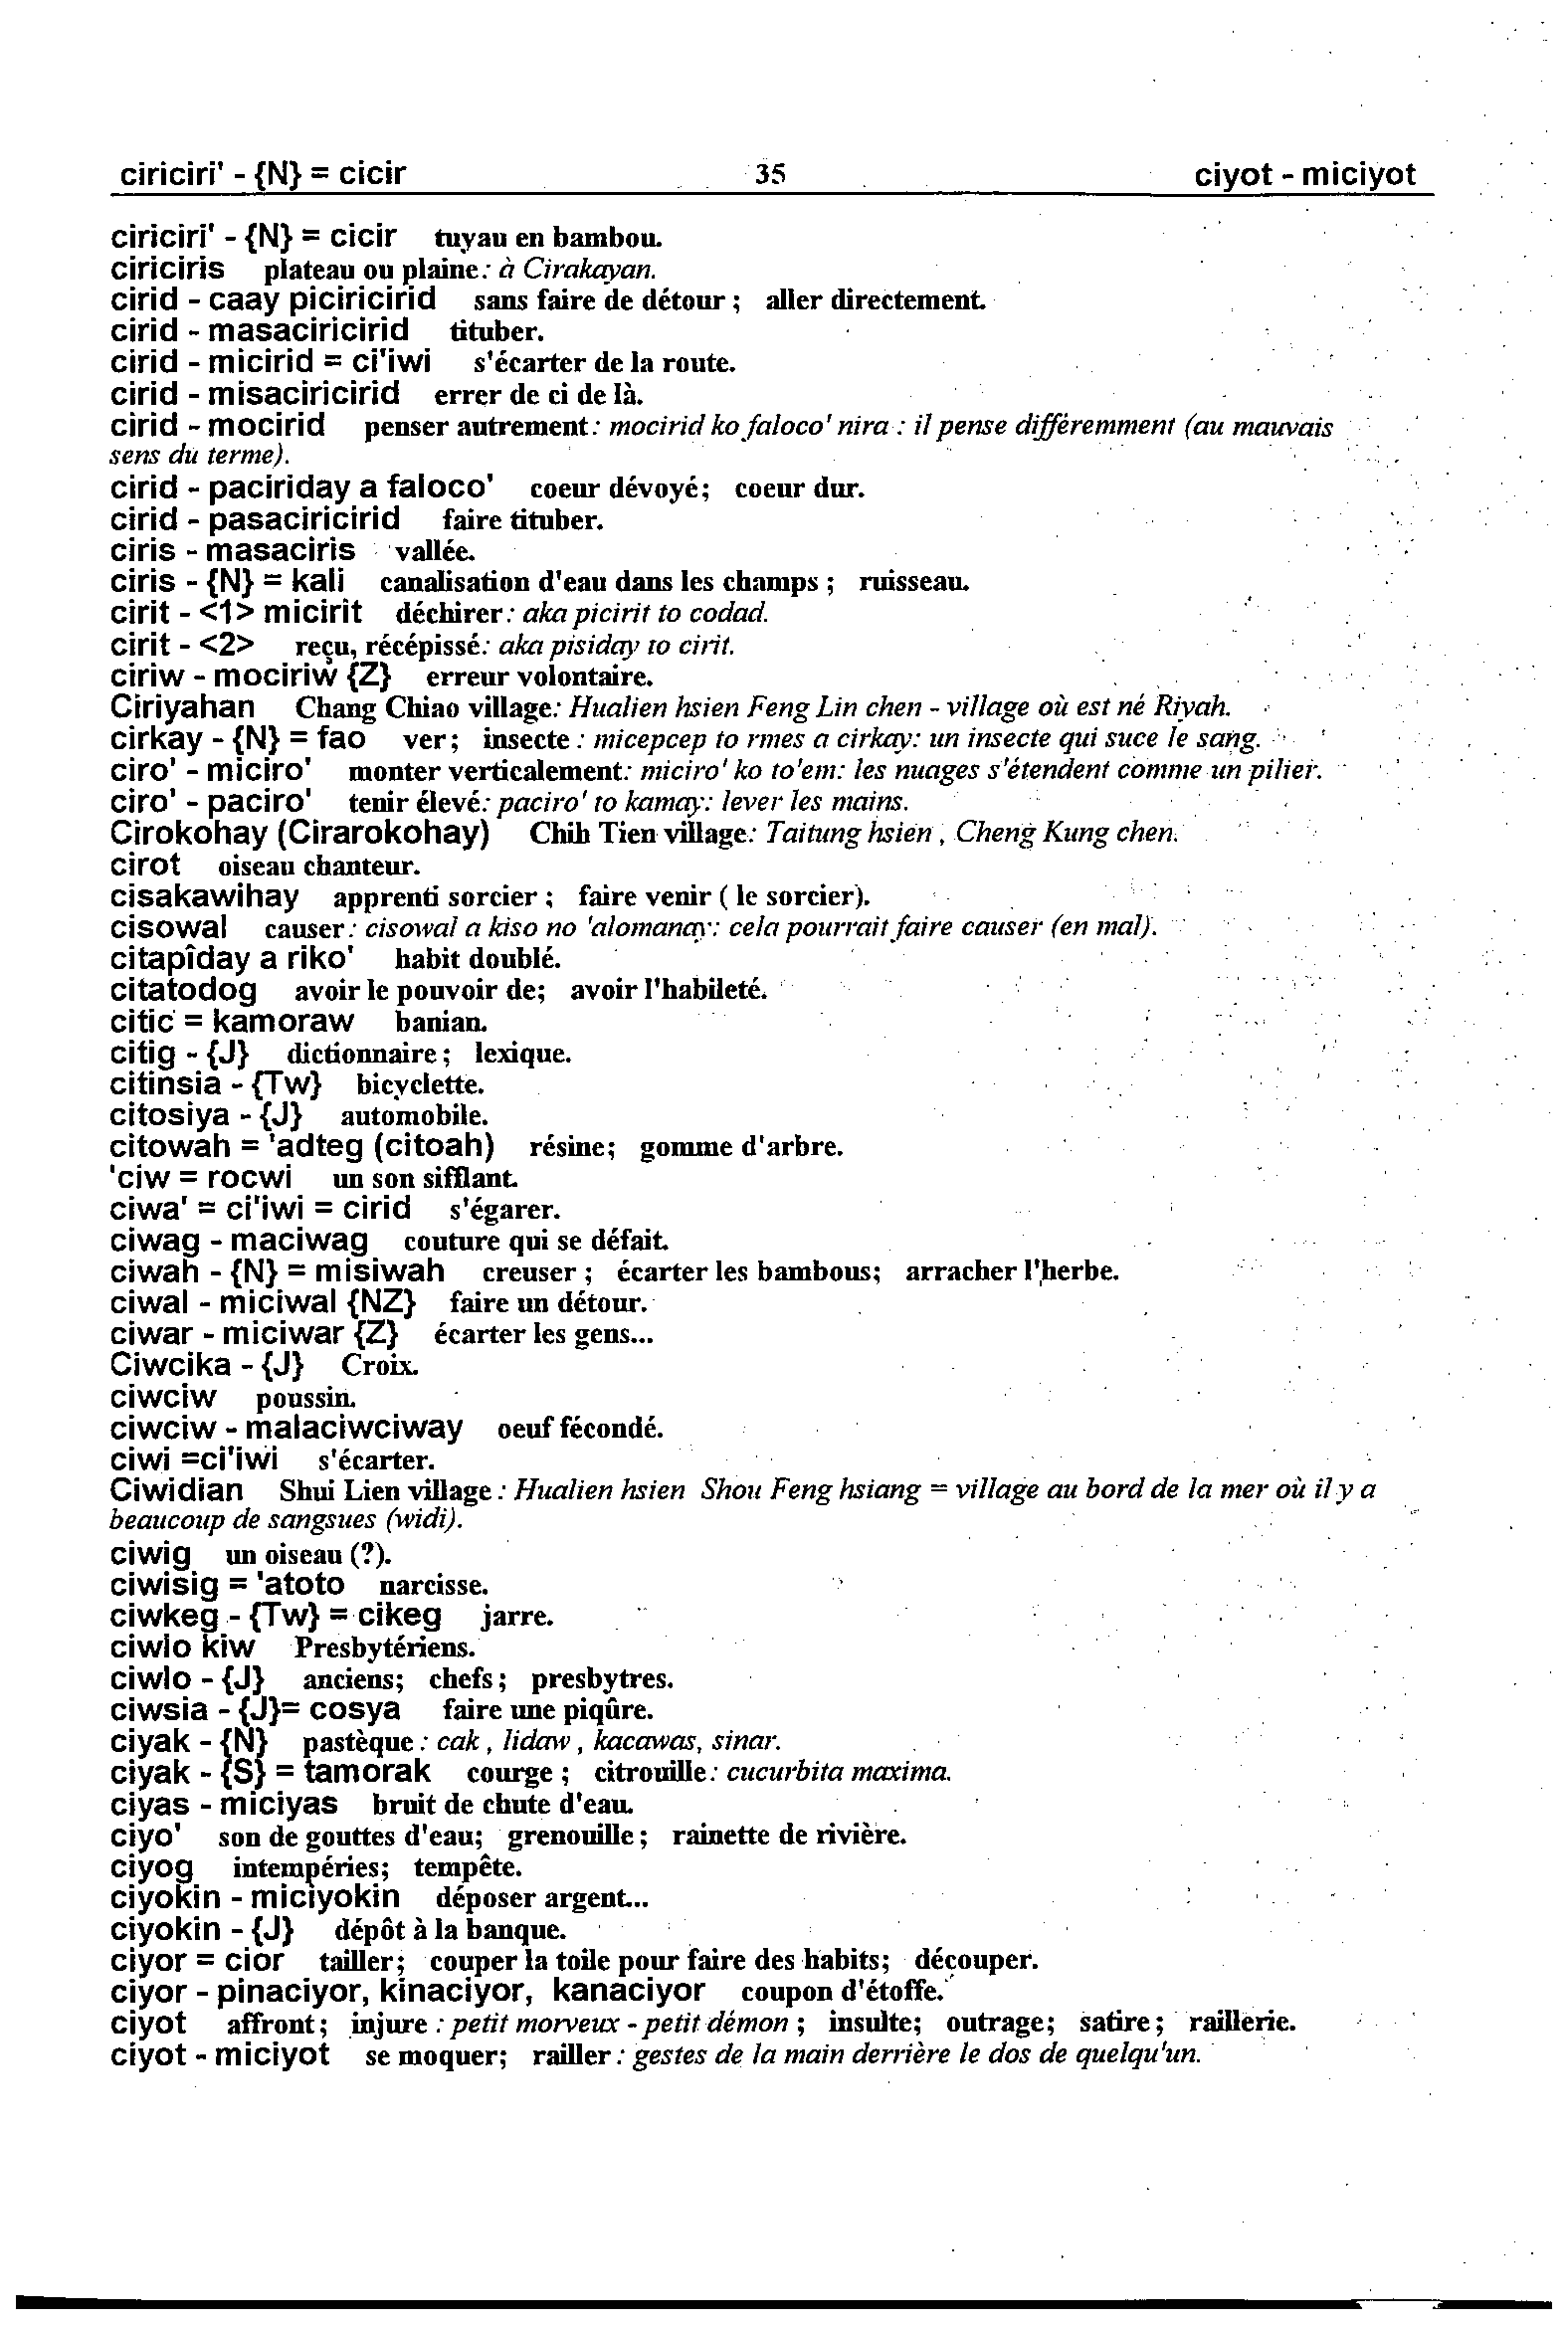 ciriciri' - {N} = cicir 35 ciyot - miciyot
ciriciri' - {N} = cicir tuyau en bambou.
ciriciris plateau ou plaine: à Cirakayan.
cirid - caay piciricirid sans faire de détour ; aller directement.
cirid - masaciricirid tituber.
cirid - micirid = ci'iwi s'écarter de la route.
cirid - misaciricirid errer de ci de là.
cirid - mocirid penser autrement: mocirid ko faloco' nira : il pense différemment (au mauvais
sens du terme).
cirid - paciriday a faloco' coeur dévoyé; coeur dur.
cirid - pasaciricirid faire tituber.
ciris - masaciris vallée.
ciris - {N} = kali canalisation d'eau dans les champs ; ruisseau.
cirit - <1> micirit déchirer: aka picirit to codad.
cirit - <2> reçu, récépissé: aka pisiday to cirit.
ciriw - mociriw {Z} erreur volontaire.
Ciriyahan Chang Chiao village: Hualien hsien Feng Lin chen - village où est né Riyah.
cirkay - {N} = fao ver; insecte : micepcep to rmes a cirkay: un insecte qui suce le sang.
ciro' - miciro' monter verticalement: miciro' ko to'em: les nuages s'étendent comme un pilier.
ciro' - paciro' tenir élevé: paciro' to kamay: lever les mains.
Cirokohay (Cirarokohay) Chih Tien village: Taitung hsien , Cheng Kung chen.
cirot oiseau chanteur.
cisakawihay apprenti sorcier ; faire venir ( le sorcier).
cisowal causer: cisowal a kiso no 'alomanay: cela pourrait faire causer (en mal).
citapîday a riko' habit doublé.
citatodog avoir le pouvoir de; avoir l'habileté.
citic = kamoraw banian.
citig - {J} dictionnaire ; lexique.
citinsia - {Tw} bicyclette.
citosiya - {J} automobile.
citowah = 'adteg (citoah) résine; gomme d'arbre.
'ciw = rocwi un son sifflant.
ciwa' = ci'iwi = cirid s'égarer.
ciwag - maciwag couture qui se défait.
ciwah - {N} = misiwah creuser ; écarter les bambous; arracher l'herbe.
ciwal - miciwal {NZ} faire un détour.
ciwar - miciwar {Z} écarter les gens...
Ciwcika - {J} Croix.
ciwciw poussin.
ciwciw - malaciwciway oeuf fécondé.
ciwi =ci'iwi s'écarter.
Ciwidian Shui Lien village : Hualien hsien Shou Feng hsiang = village au bord de la mer où il y a
beaucoup de sangsues (widi).
ciwig un oiseau (?).
ciwisig = 'atoto narcisse.
ciwkeg - {Tw} = cikeg jarre.
ciwlo kiw Presbytériens.
ciwlo - {J} anciens; chefs ; presbytres.
ciwsia - {J}= cosya faire une piqûre.
ciyak - {N} pastèque : cak , lidaw , kacawas, sinar.
ciyak - {S} = tamorak courge ; citrouille: cucurbita maxima.
ciyas - miciyas bruit de chute d'eau.
ciyo' son de gouttes d'eau; grenouille ; rainette de rivière.
ciyog intempéries; tempête.
ciyokin - miciyokin déposer argent...
ciyokin - {J} dépôt à la banque.
ciyor = cior tailler; couper la toile pour faire des habits; découper.
ciyor - pinaciyor, kinaciyor, kanaciyor coupon d'étoffe.
ciyot affront; injure : petit morveux - petit démon ; insulte; outrage; satire ; raillerie.
ciyot - miciyot se moquer; railler : gestes de la main derrière le dos de quelqu'un.